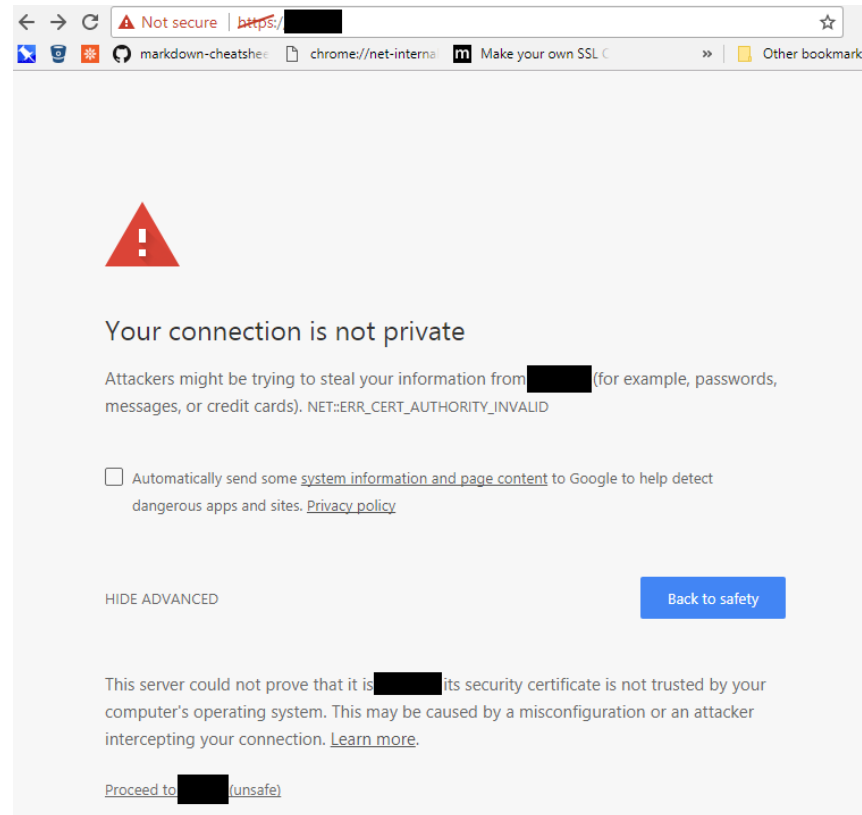 Not secure | https:/
markdown-cheatshee chrome://net-interna m Make your own SSL C » Other bookmark
Your connection is not private
Attackers might be trying to steal your information from (for example, passwords,
messages, or credit cards). NET::ERR_CERT_AUTHORITY_INVALID
Automatically send some system information and page content to Google to help detect
dangerous apps and sites. Privacy policy
HIDE ADVANCED
Back to safety
This server could not prove that it is its security certificate is not trusted by your
computer's operating system. This may be caused by a misconfiguration or an attacker
intercepting your connection. Learn more.
Proceed to (unsafe)